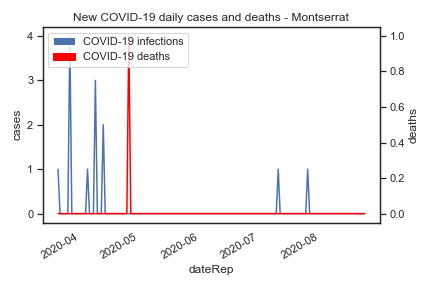 New COVID-19 daily cases and deaths - Montserrat
COVID-19 infections
COVID-19 deaths
4
3
2
1
0
cases
1.0
0.8
0.6
0.4
0.2
0.0
deaths
2020-04
2020-05
2020-06
2020-07
2020-08
dateRep